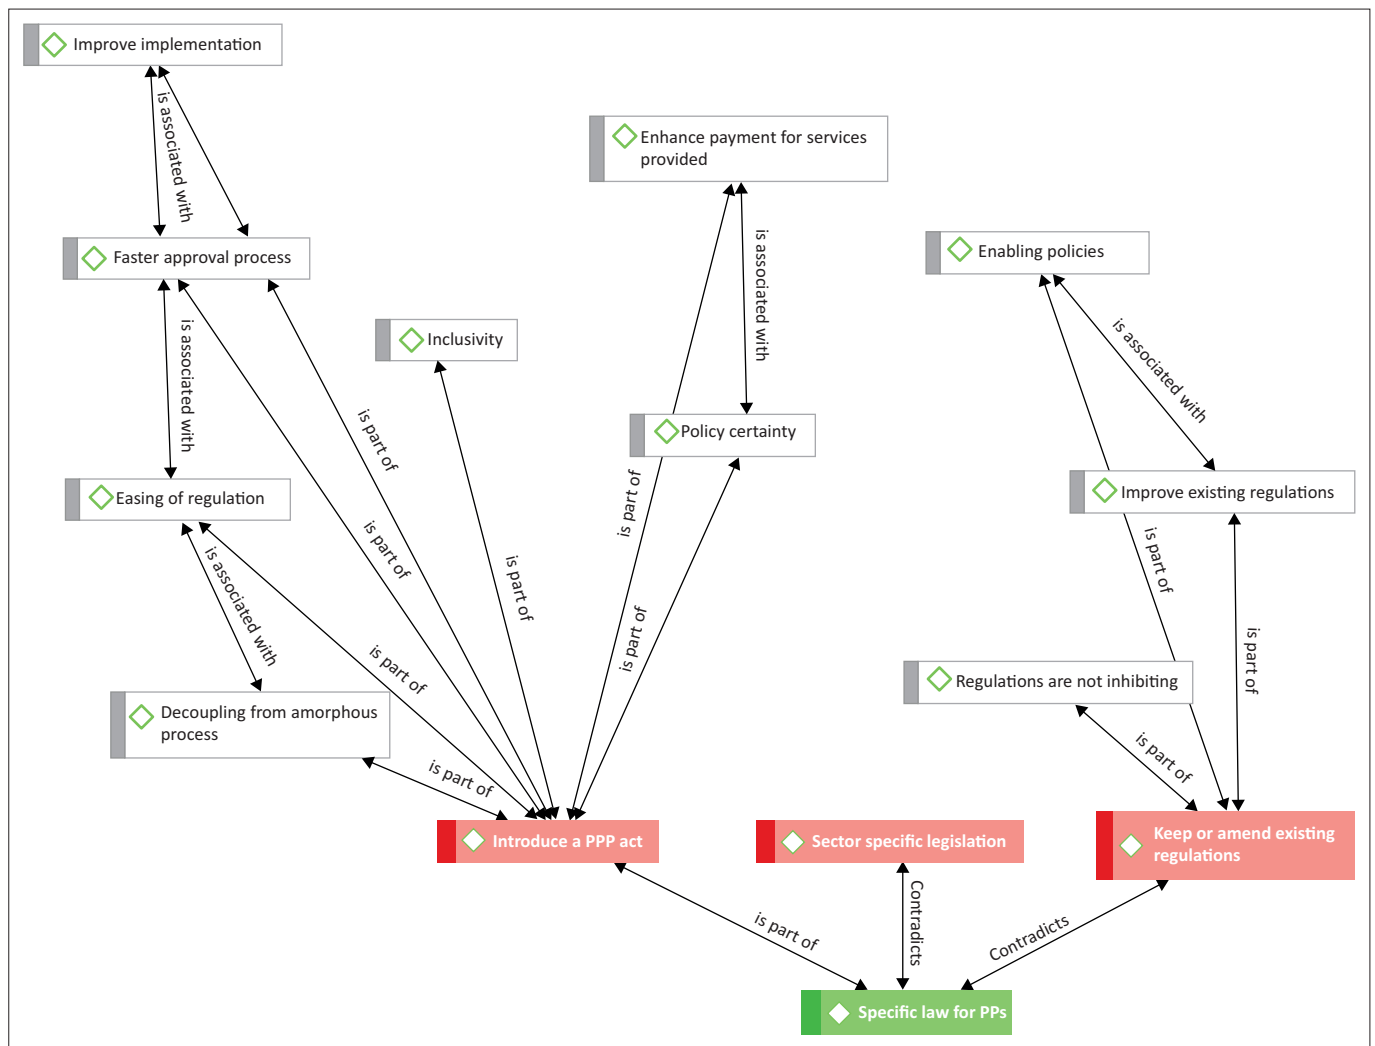 Improve implementation
is associated with
Enhance payment for services
provided
Faster approval process
is associated with
Enabling policies
is associated with
Inclusivity
is associated with
is part of
Policy certainty
Easing of regulation
is part of
is part of
Improve existing regulations
is associated with
is part of
is part of
is part of
is part of
is part of
Regulations are not inhibiting
Decoupling from amorphous
process
is part of
is part of
Introduce a PPP act
Sector specific legislation
Keep or amend existing
regulations
is part of
Contradicts
Contradicts
Specific law for PPs